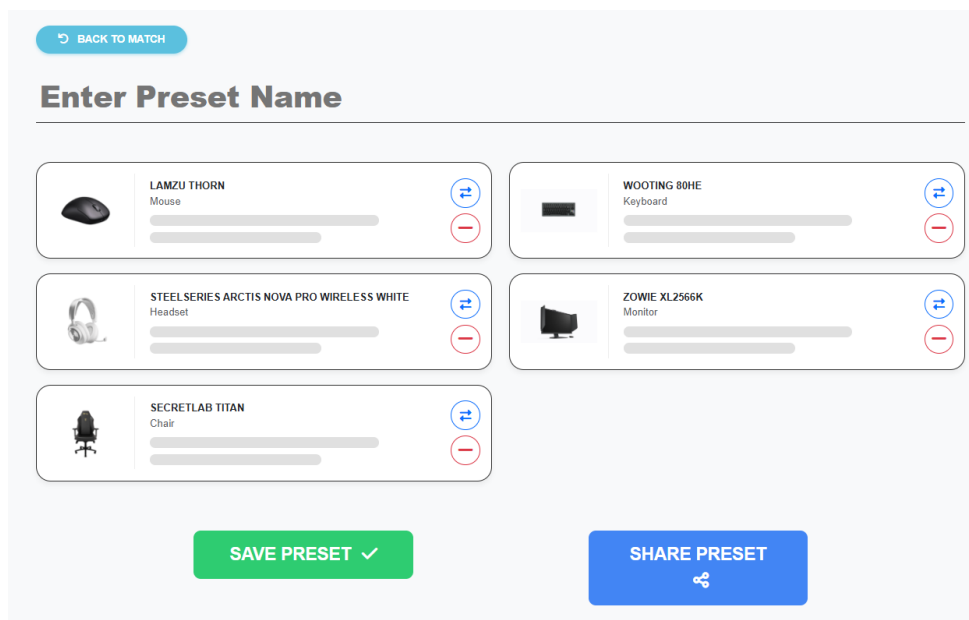 BACK TO MATCH
Enter Preset Name
LAMZU THORN
Mouse
WOOTING 80HE
Keyboard
STEELSERIES ARCTIS NOVA PRO WIRELESS WHITE
Headset
ZOWIE XL2566K
Monitor
SECRETLAB TITAN
Chair
SAVE PRESET
SHARE PRESET